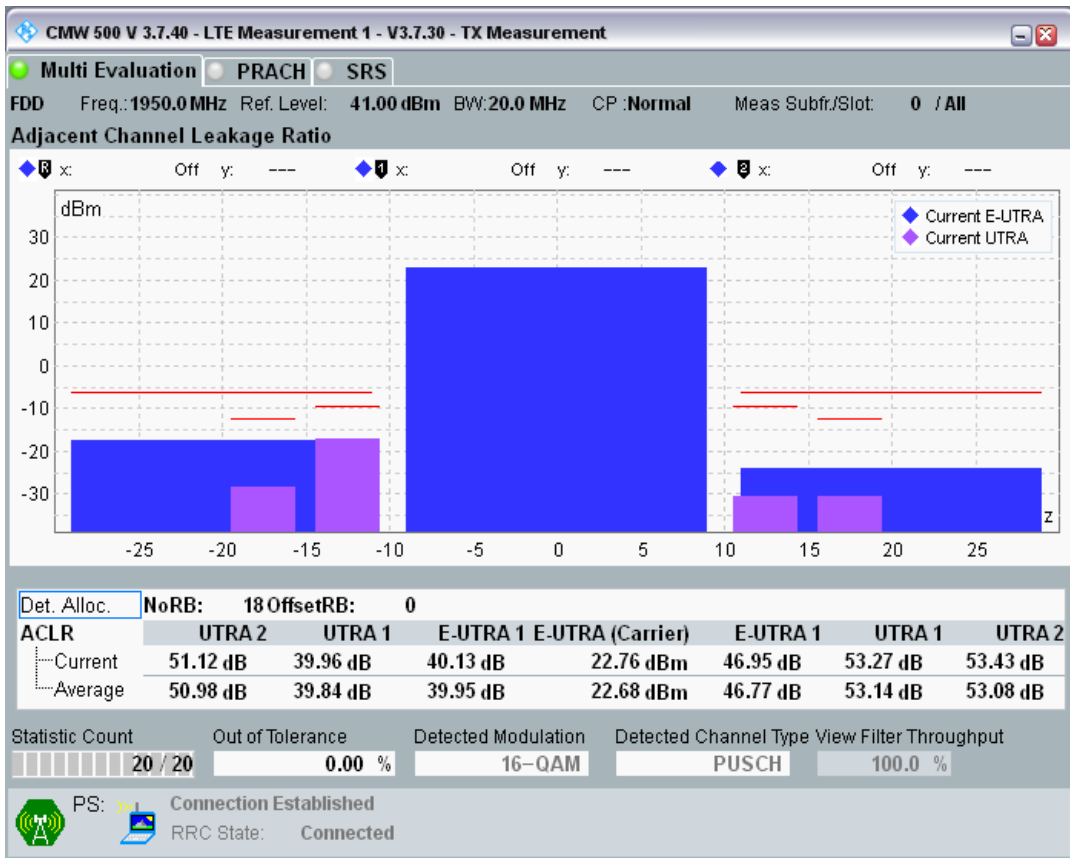 CMW 500 V 3.7.40 - LTE Measurement 1 - V3.7.30 - TX Measurement
Multi Evaluation PRACH SRS
FDD Freq.:1950.0 MHz Ref. Level: 41.00 dBm BW:20.0 MHz CP :Normal Meas Subfr./Slot: 0 / All
Adjacent Channel Leakage Ratio
R x: Off y: --- 1 x: Off y: --- 2 x: Off y: ---
dBm
Current E-UTRA
Current UTRA
30
20
10
0
-10
-20
-30
z
-25 -20 -15 -10 -5 0 5 10 15 20 25
Det. Alloc. NoRB: 18 OffsetRB: 0
ACLR UTRA 2 UTRA 1 E-UTRA 1 E-UTRA (Carrier) E-UTRA 1 UTRA 1 UTRA 2
Current 51.12 dB 39.96 dB 40.13 dB 22.76 dBm 46.95 dB 53.27 dB 53.43 dB
Average 50.98 dB 39.84 dB 39.95 dB 22.68 dBm 46.77 dB 53.14 dB 53.08 dB
Statistic Count Out of Tolerance Detected Modulation Detected Channel Type View Filter Throughput
20 / 20 0.00 % 16-QAM PUSCH 100.0 %
PS: Connection Established
RRC State: Connected